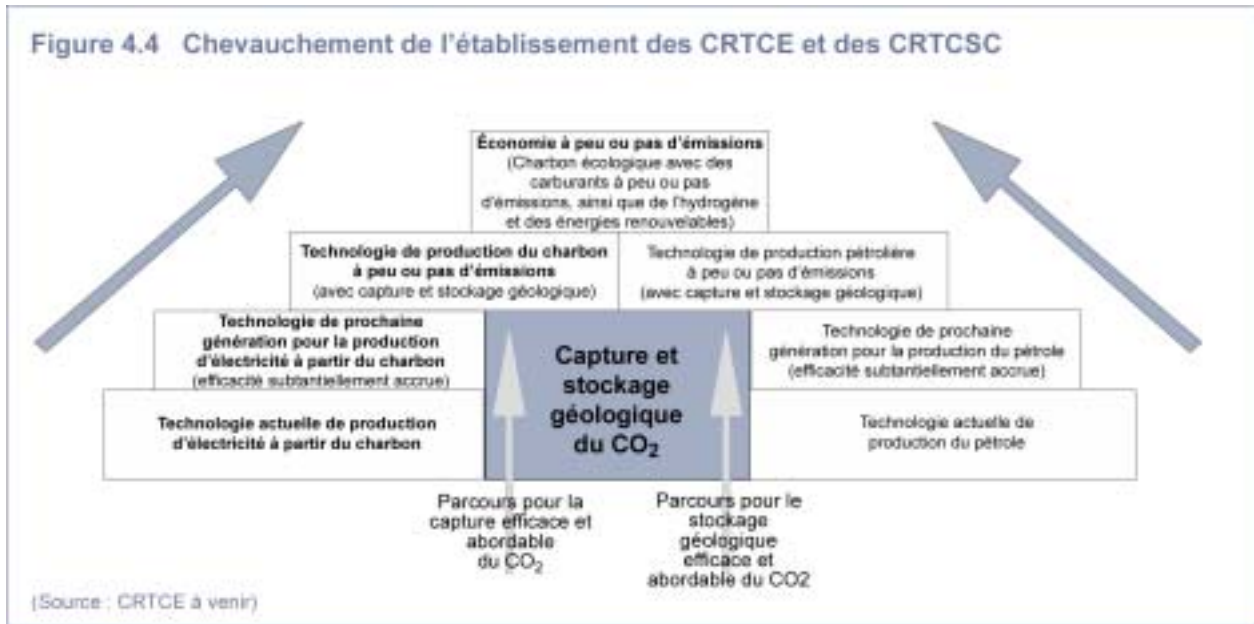 Figure 4.4 Chevauchement de l'établissement des CRTCE et des CRTCSC
Économie à peu ou pas d'émissions
(Charbon écologique avec des
carburants à peu ou pas
d'émissions, ainsi que de l'hydrogène
et des énergies renouvelables)
Technologie de production du charbon
à peu ou pas d'émissions
(avec capture et stockage géologique)
Technologie de production pétrolière
à peu ou pas d'émissions
(avec capture et stockage géologique)
Technologie de prochaine
génération pour la production
d'électricité à partir du charbon
(efficacité subtantiellement accrue)
Capture et
stockage
géologique
du CO₂
Technologie de prochaine
génération pour la production du pétrole
(efficacité subtantiellement accrue)
Technologie actuelle de production
d'électricité à partir du charbon
Technologie actuelle de
production du pétrole
Parcours pour la
capture efficace et
abordable
du CO₂
Parcours pour le
stockage
géologique
efficace et
abordable du CO2
(Source : CRTCE à venir)